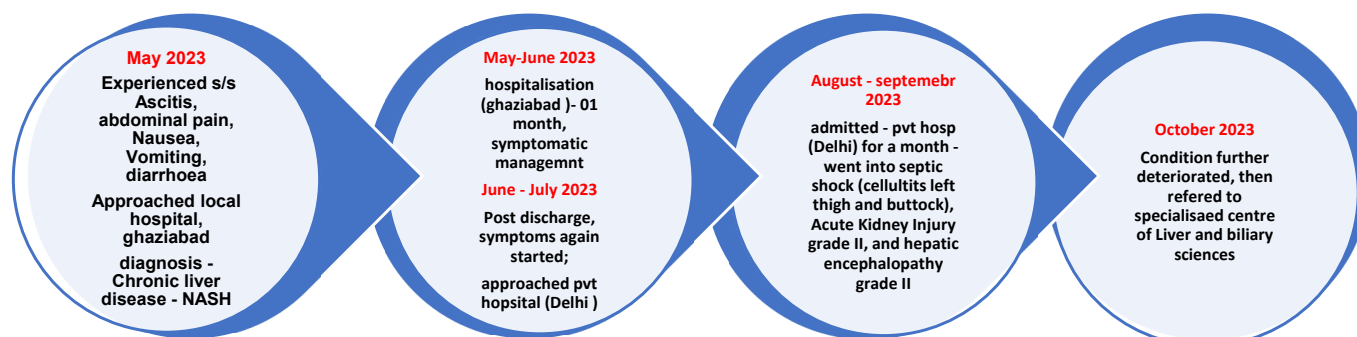 May 2023
Experienced s/s
Ascitis,
abdominal pain,
Nausea,
Vomiting,
diarrhoea
Approached local
hospital,
ghaziabad
diagnosis -
Chronic liver
disease - NASH
May-June 2023
hospitalisation
(ghaziabad )- 01
month,
symptomatic
managemnt
June - July 2023
Post discharge,
symptoms again
started;
approached pvt
hopsital (Delhi )
August - septemebr
2023
admitted - pvt hosp
(Delhi) for a month -
went into septic
shock (cellultits left
thigh and buttock),
Acute Kidney Injury
grade II, and hepatic
encephalopathy
grade II
October 2023
Condition further
deteriorated, then
refered to
specialisaed centre
of Liver and biliary
sciences